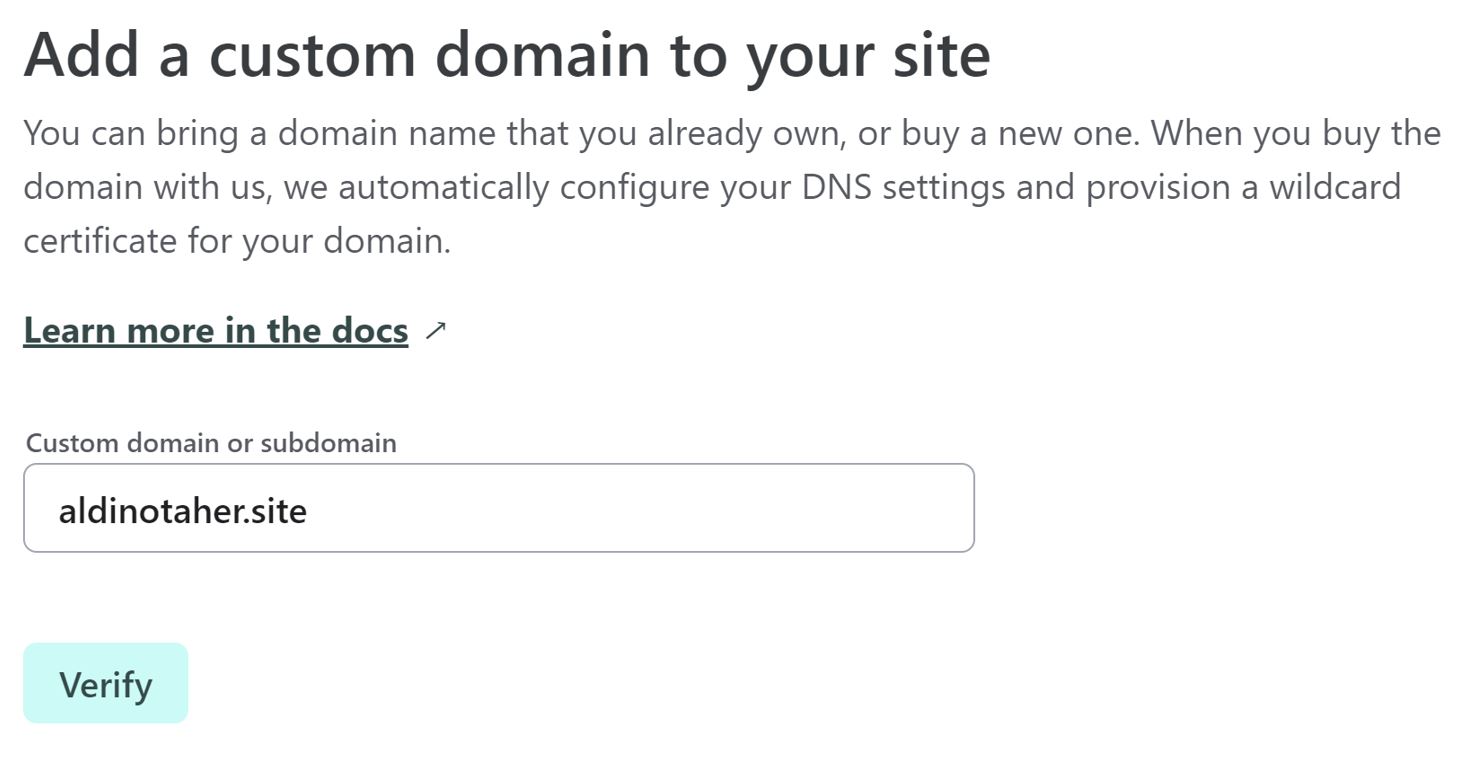 Add a custom domain to your site
You can bring a domain name that you already own, or buy a new one. When you buy the
domain with us, we automatically configure your DNS settings and provision a wildcard
certificate for your domain.
Learn more in the docs ↗
Custom domain or subdomain
aldinotaher.site
Verify